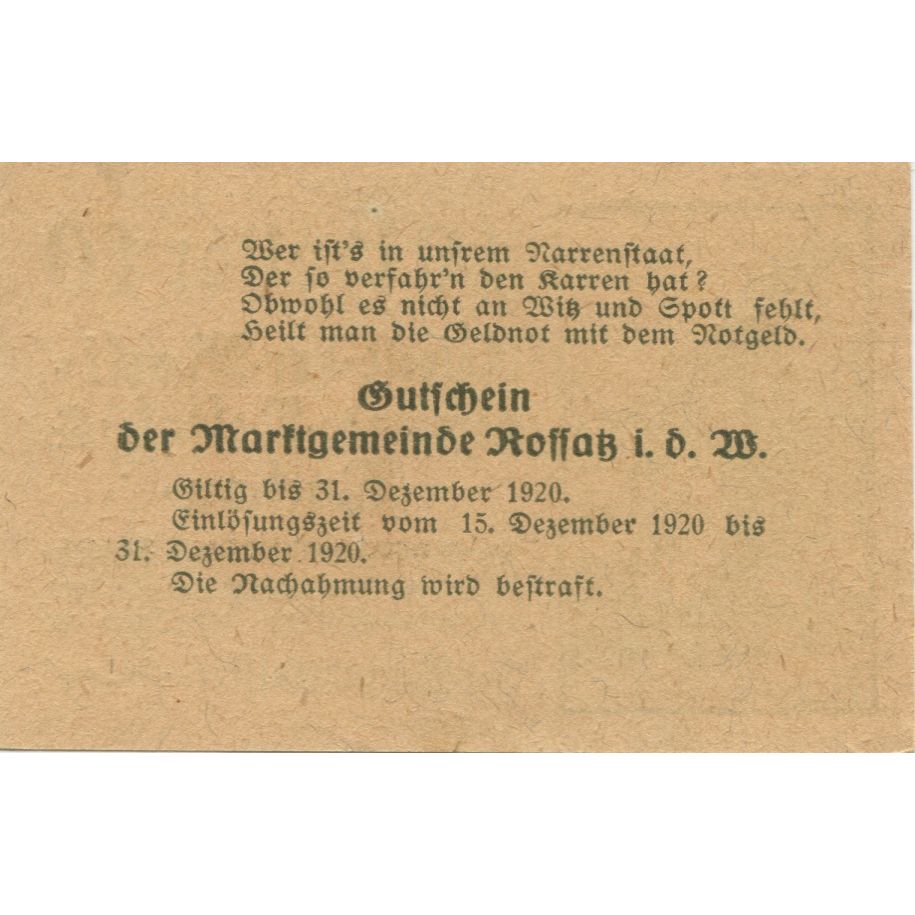 Wer ist's in unsrem Narrenstaat,
Der so verfahr'n den Karren hat?
Obwohl es nicht an Witz und Spott fehlt,
Heilt man die Geldnot mit dem Notgeld.
Gutschein
der Marktgemeinde Rossatz i. d. W.
Giltig bis 31. Dezember 1920.
Einlösungszeit vom 15. Dezember 1920 bis
31. Dezember 1920.
Die Nachahmung wird bestraft.